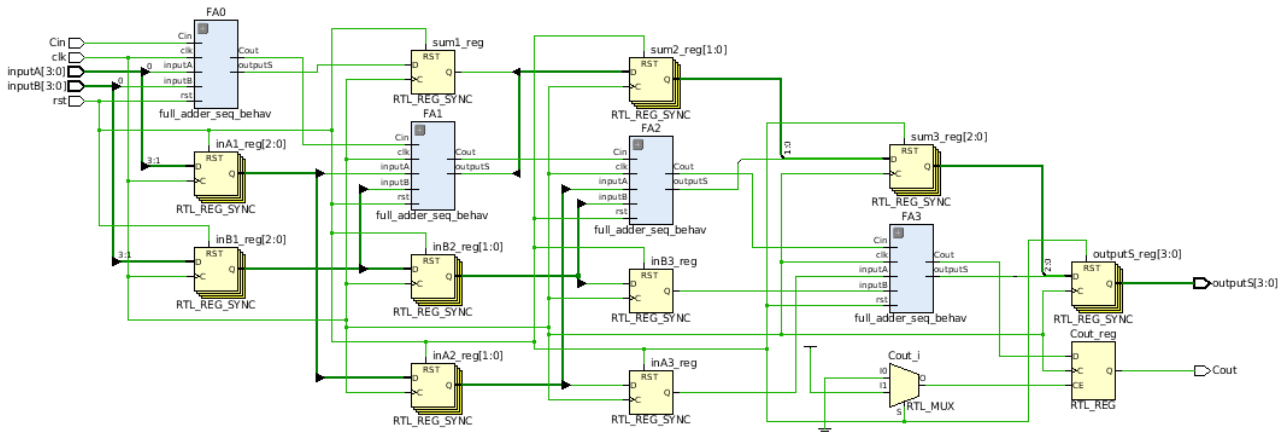 FA0
Cin
clk
inputA[3:0]
inputB[3:0]
rst
0
0
Cin
clk
inputA
inputB
rst
Cout
outputS
full_adder_seq_behav
sum1_reg
RST
D
C
Q
RTL_REG_SYNC
sum2_reg[1:0]
RST
D
C
Q
RTL_REG_SYNC
inA1_reg[2:0]
3:1
RST
D
C
Q
RTL_REG_SYNC
FA1
Cin
clk
inputA
inputB
rst
Cout
outputS
full_adder_seq_behav
FA2
Cin
clk
inputA
inputB
rst
Cout
outputS
full_adder_seq_behav
1:0
sum3_reg[2:0]
RST
D
C
Q
RTL_REG_SYNC
inB1_reg[2:0]
3:1
RST
D
C
Q
RTL_REG_SYNC
inB2_reg[1:0]
RST
D
C
Q
RTL_REG_SYNC
inB3_reg
RST
D
C
Q
RTL_REG_SYNC
FA3
Cin
clk
inputA
inputB
rst
Cout
outputS
full_adder_seq_behav
2:0
outputS_reg[3:0]
RST
D
C
Q
RTL_REG_SYNC
outputS[3:0]
inA2_reg[1:0]
RST
D
C
Q
RTL_REG_SYNC
inA3_reg
RST
D
C
Q
RTL_REG_SYNC
Cout_i
I0
I1
O
S
RTL_MUX
Cout_reg
D
C
CE
Q
RTL_REG
Cout